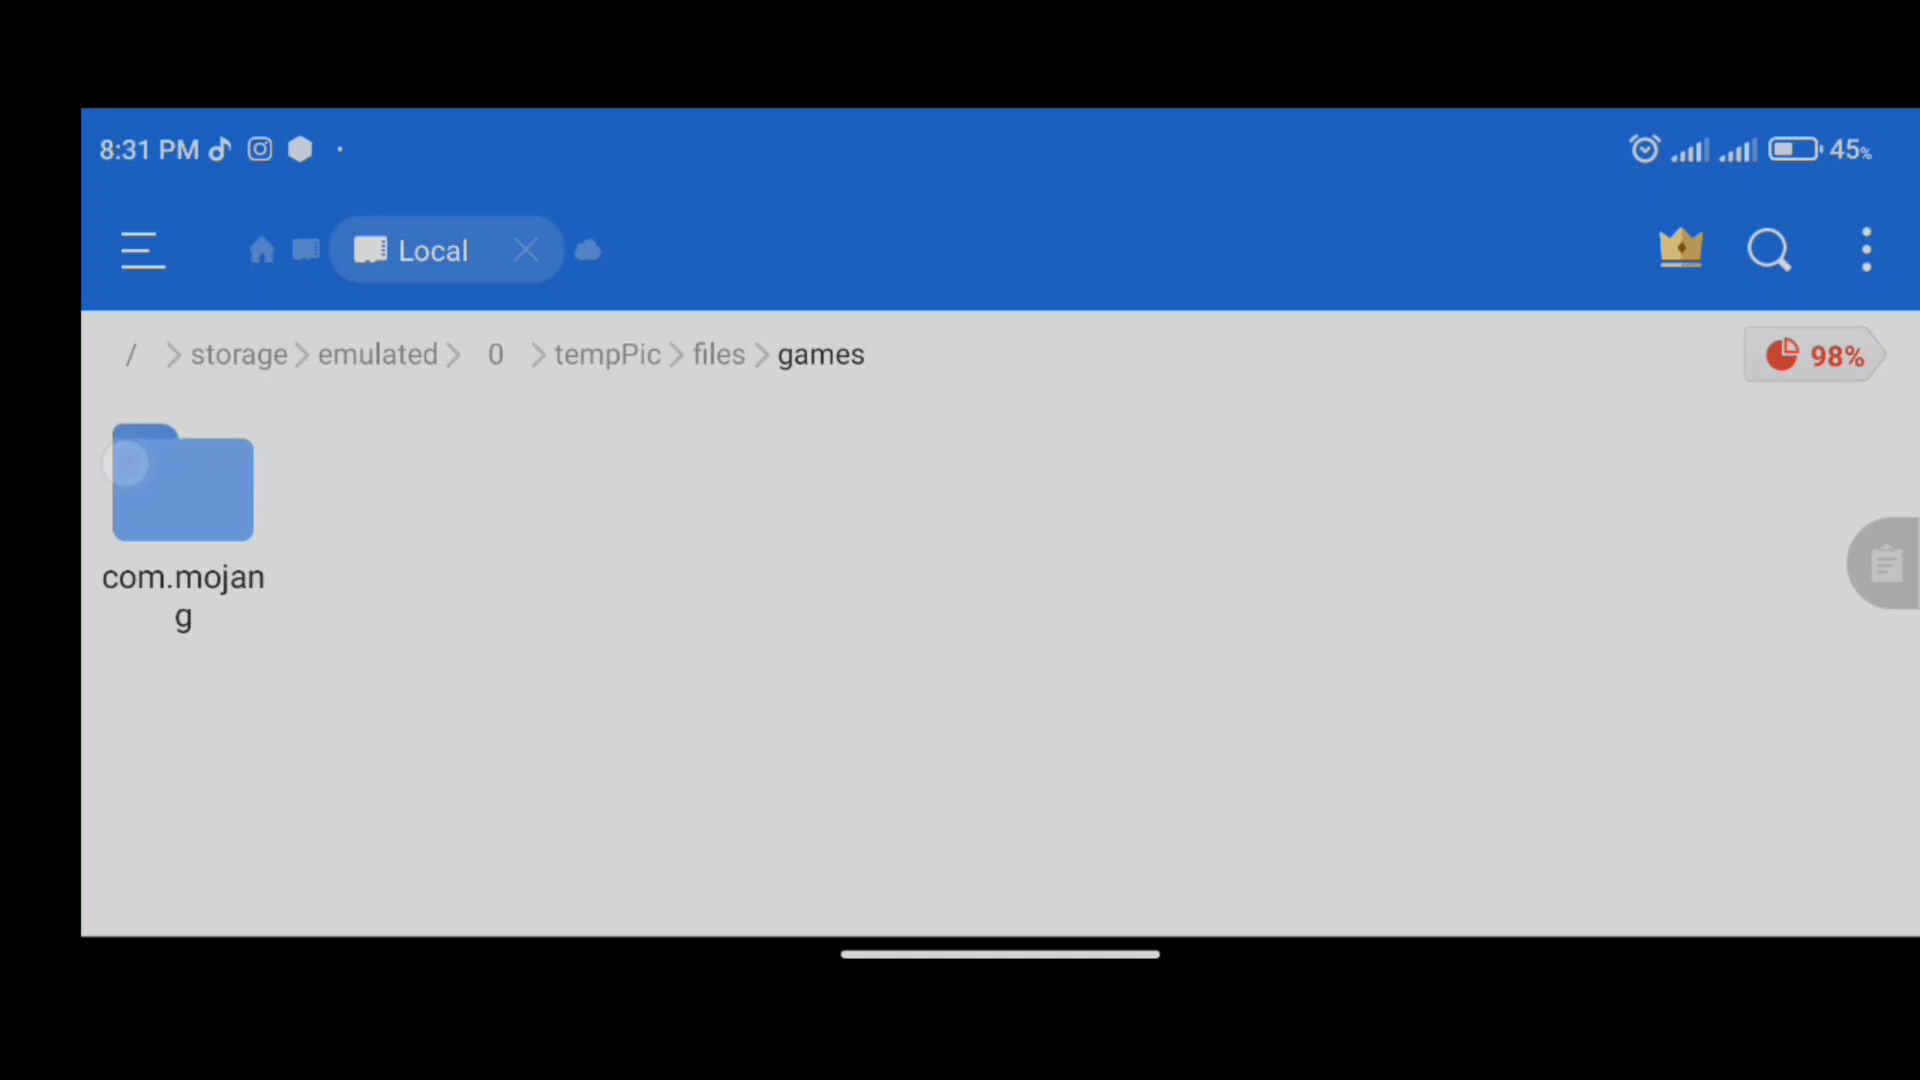 8:31 PM 45%
Local
/ storage emulated 0 tempPic files games 98%
com.mojan
g